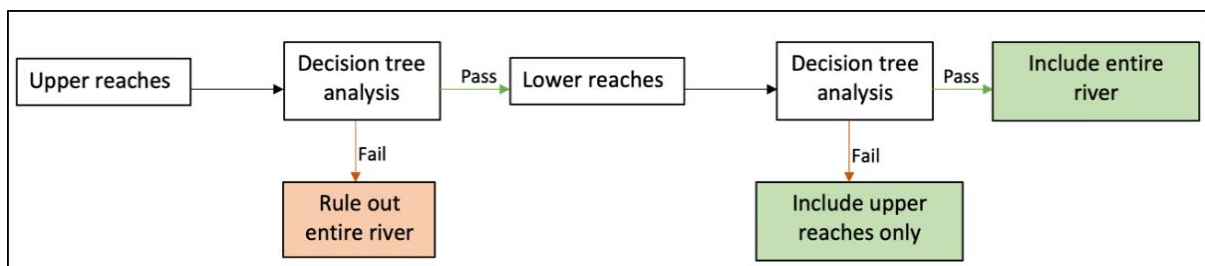 Upper reaches
Decision tree
analysis
Pass
Lower reaches
Decision tree
analysis
Pass
Include entire
river
Fail
Rule out
entire river
Fail
Include upper
reaches only